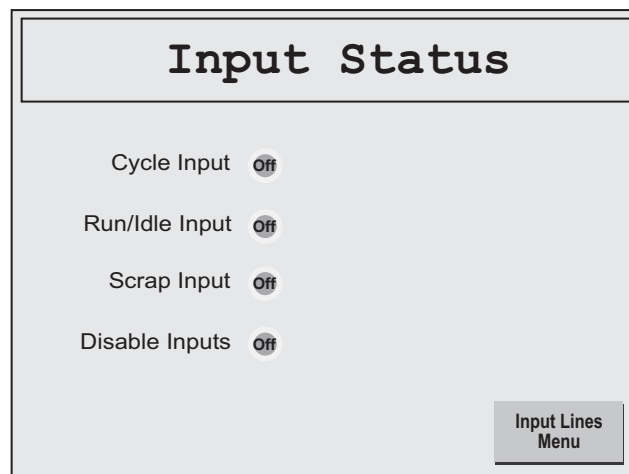 Input Status
Cycle Input Off
Run/Idle Input Off
Scrap Input Off
Disable Inputs Off
Input Lines
Menu